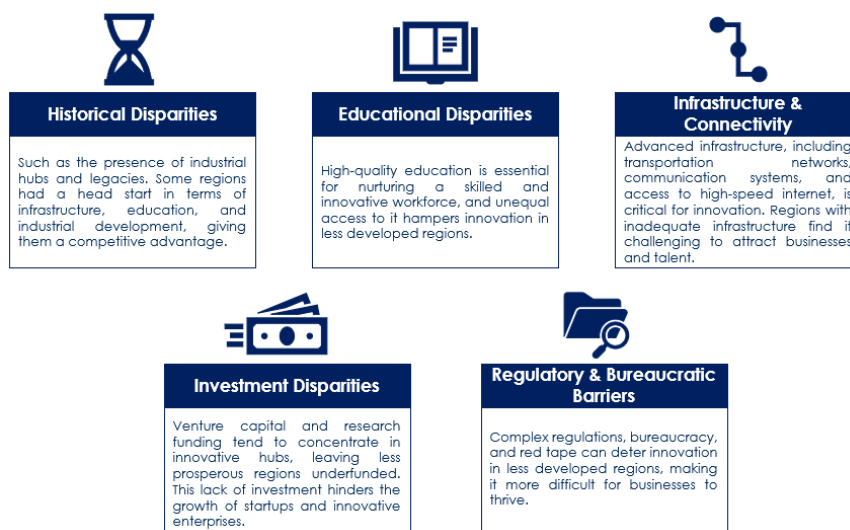 Historical Disparities
Such as the presence of industrial
hubs and legacies. Some regions
had a head start in terms of
infrastructure, education, and
industrial development, giving
them a competitive advantage.
Educational Disparities
High-quality education is essential
for nurturing a skilled and
innovative workforce, and unequal
access to it hampers innovation in
less developed regions.
Infrastructure &
Connectivity
Advanced infrastructure, including
transportation networks,
communication systems, and
access to high-speed internet, is
critical for innovation. Regions with
inadequate infrastructure find it
challenging to attract businesses
and talent.
Investment Disparities
Venture capital and research
funding tend to concentrate in
innovative hubs, leaving less
prosperous regions underfunded.
This lack of investment hinders the
growth of startups and innovative
enterprises.
Regulatory & Bureaucratic
Barriers
Complex regulations, bureaucracy,
and red tape can deter innovation
in less developed regions, making
it more difficult for businesses to
thrive.